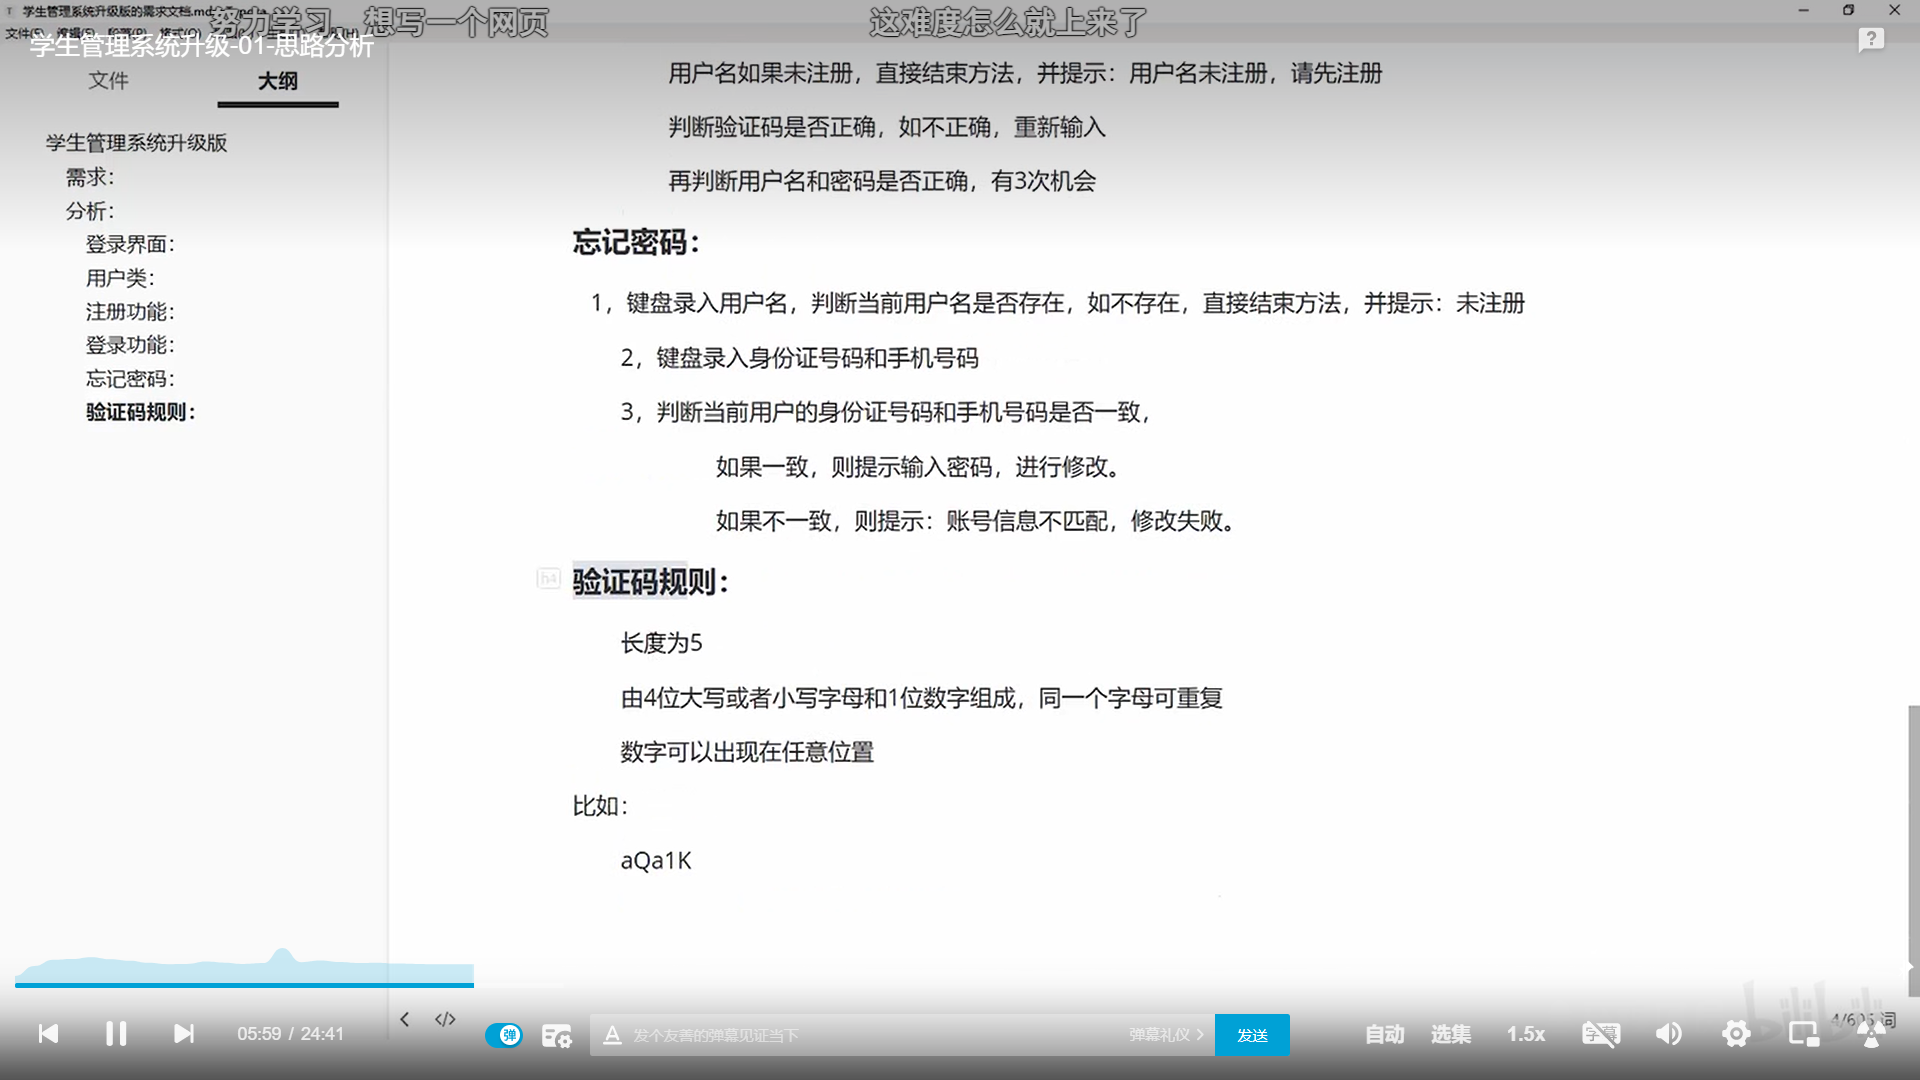 学生管理系统升级版的需求文档.md
努力学习，想写一个网页
这难度怎么就上来了
学生管理系统升级-01-思路分析
文件
大纲
学生管理系统升级版
需求：
分析：
登录界面：
用户类：
注册功能：
登录功能：
忘记密码：
验证码规则：
用户名如果未注册，直接结束方法，并提示：用户名未注册，请先注册
判断验证码是否正确，如不正确，重新输入
再判断用户名和密码是否正确，有3次机会
忘记密码：
1，键盘录入用户名，判断当前用户名是否存在，如不存在，直接结束方法，并提示：未注册
2，键盘录入身份证号码和手机号码
3，判断当前用户的身份证号码和手机号码是否一致，
如果一致，则提示输入密码，进行修改。
如果不一致，则提示：账号信息不匹配，修改失败。
h4
验证码规则：
长度为5
由4位大写或者小写字母和1位数字组成，同一个字母可重复
数字可以出现在任意位置
比如：
aQa1K
05:59 / 24:41
</>
弹
A
发个友善的弹幕见证当下
弹幕礼仪
发送
自动
选集
1.5x
字幕
bilibili